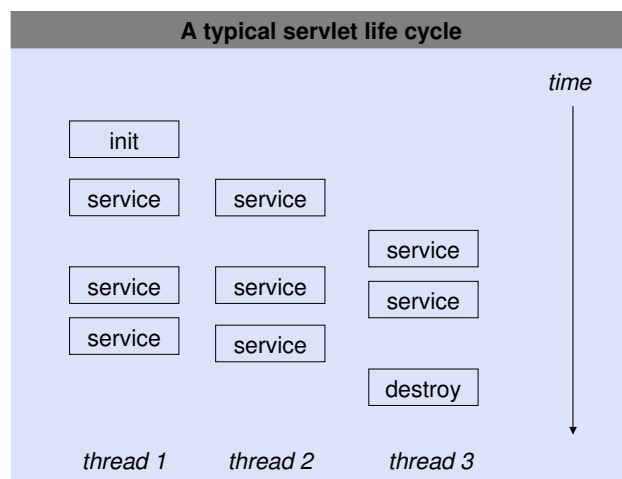 A typical servlet life cycle
time
init
service service
service
service service
service
service
service
destroy
thread 1 thread 2 thread 3